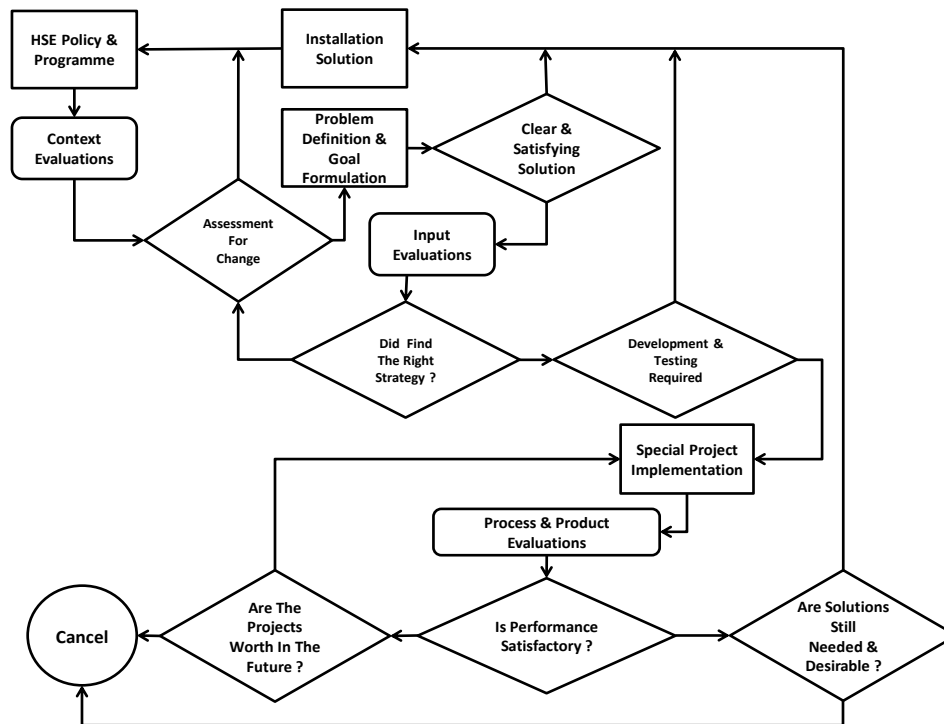 HSE Policy &
Programme
Installation
Solution
Context
Evaluations
Problem
Definition &
Goal
Formulation
Clear &
Satisfying
Solution
Assessment
For
Change
Input
Evaluations
Did Find
The Right
Strategy ?
Development &
Testing
Required
Special Project
Implementation
Process & Product
Evaluations
Cancel
Are The
Projects
Worth In The
Future ?
Is Performance
Satisfactory ?
Are Solutions
Still
Needed &
Desirable ?